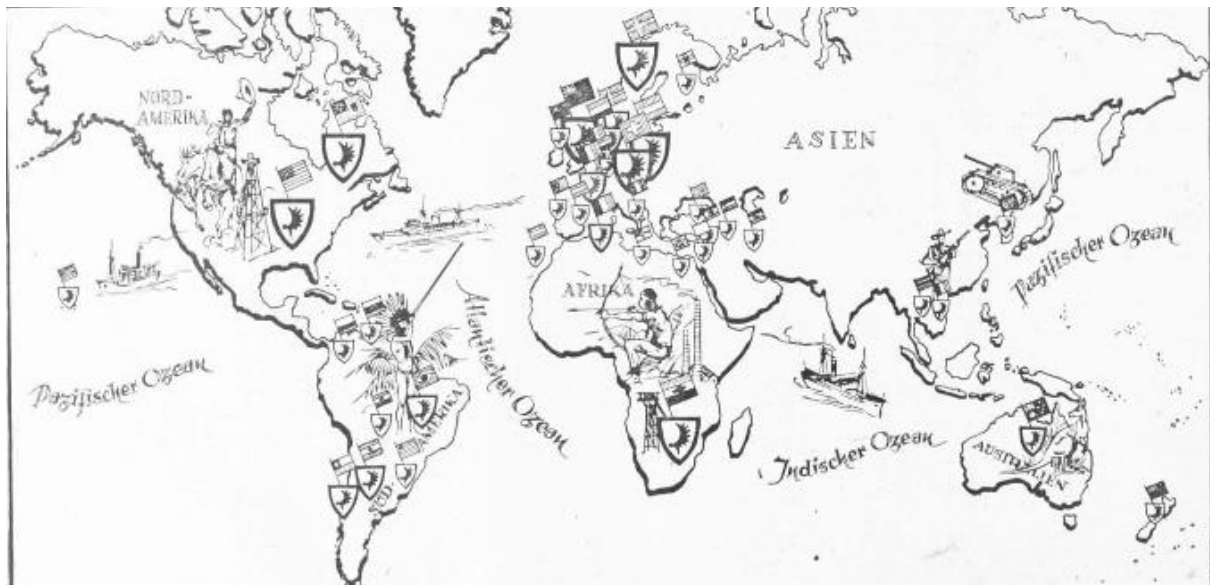 NORD-
AMERIKA
ASIEN
Pazifischer Ozean
AFRIKA
Atlantischer Ozean
Pazifischer Ozean
SÜD-
AMERIKA
Indischer Ozean
AUSTRALIEN